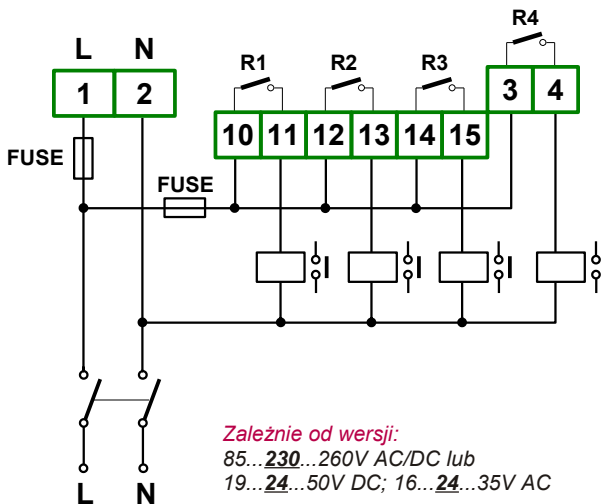 R4
L N
R1 R2 R3
1 2
3 4
10 11 12 13 14 15
FUSE
FUSE
Zależnie od wersji:
85...230...260V AC/DC lub
19...24...50V DC; 16...24...35V AC
L N